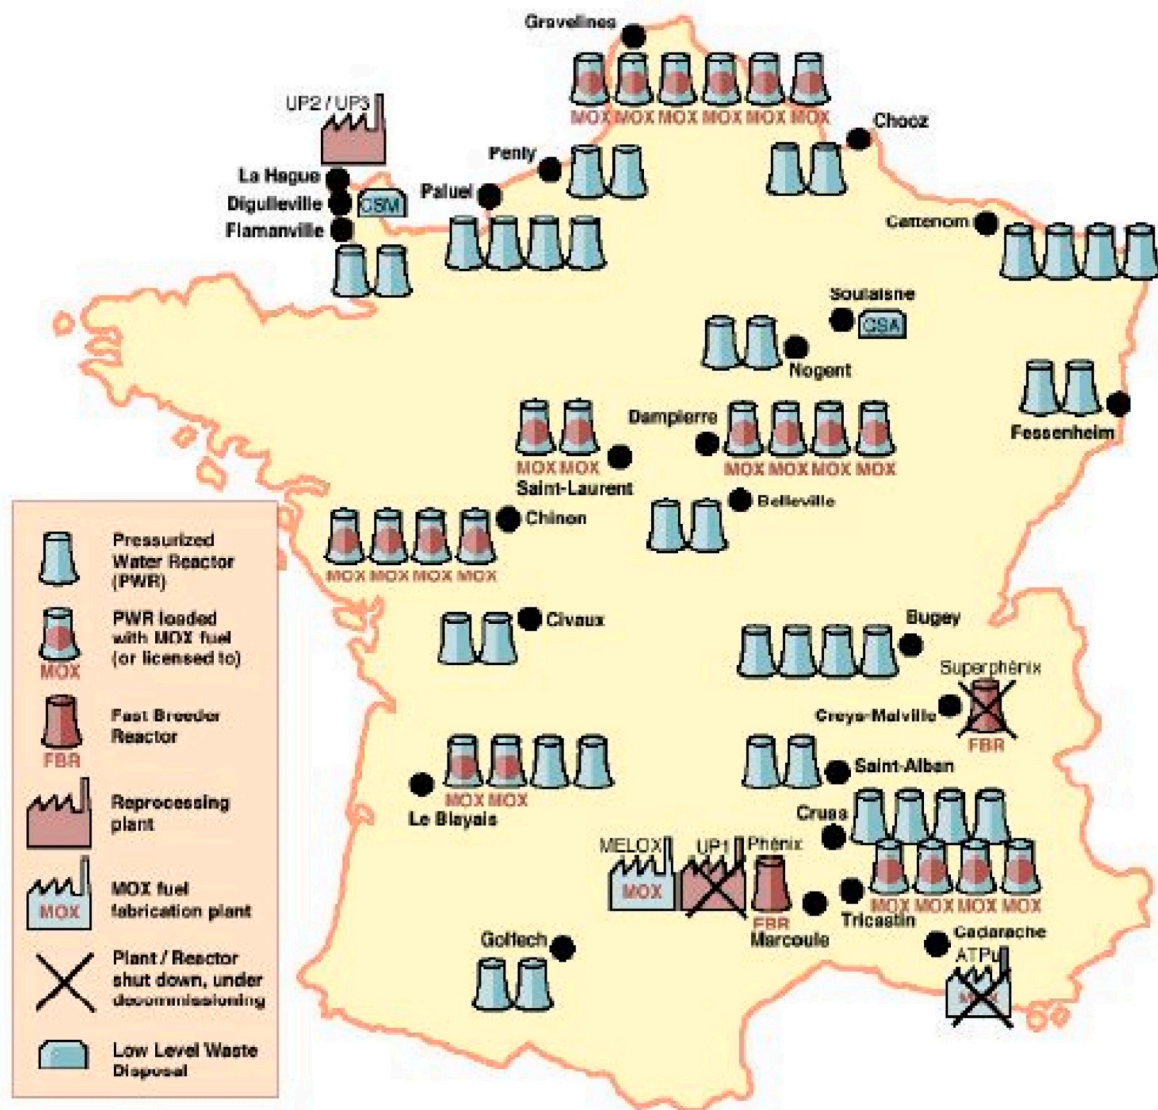 Gravelines
MOX MOX MOX MOX MOX MOX
UP2 / UP3
Chooz
Penly
La Hague
Paluel
Digulleville
CSM
Flamanville
Cattenom
Soulaisne
CSA
Nogent
Dampierre
Fessenheim
MOX MOX
MOX MOX MOX MOX
Saint-Laurent
Belleville
Chinon
MOX MOX MOX MOX
Civaux
Bugey
Superphénix
Creys-Malville
FBR
Saint-Alban
MOX MOX
Le Blayais
Cruas
MELOX
UP1
Phénix
MOX
FBR
Marcoule
MOX MOX MOX MOX
Tricastin
Golfech
Cadarache
ATPu
MOX
Pressurized
Water Reactor
(PWR)
PWR loaded
with MOX fuel
(or licensed to)
MOX
Fast Breeder
Reactor
FBR
Reprocessing
plant
MOX fuel
fabrication plant
MOX
Plant / Reactor
shut down, under
decommissioning
Low Level Waste
Disposal